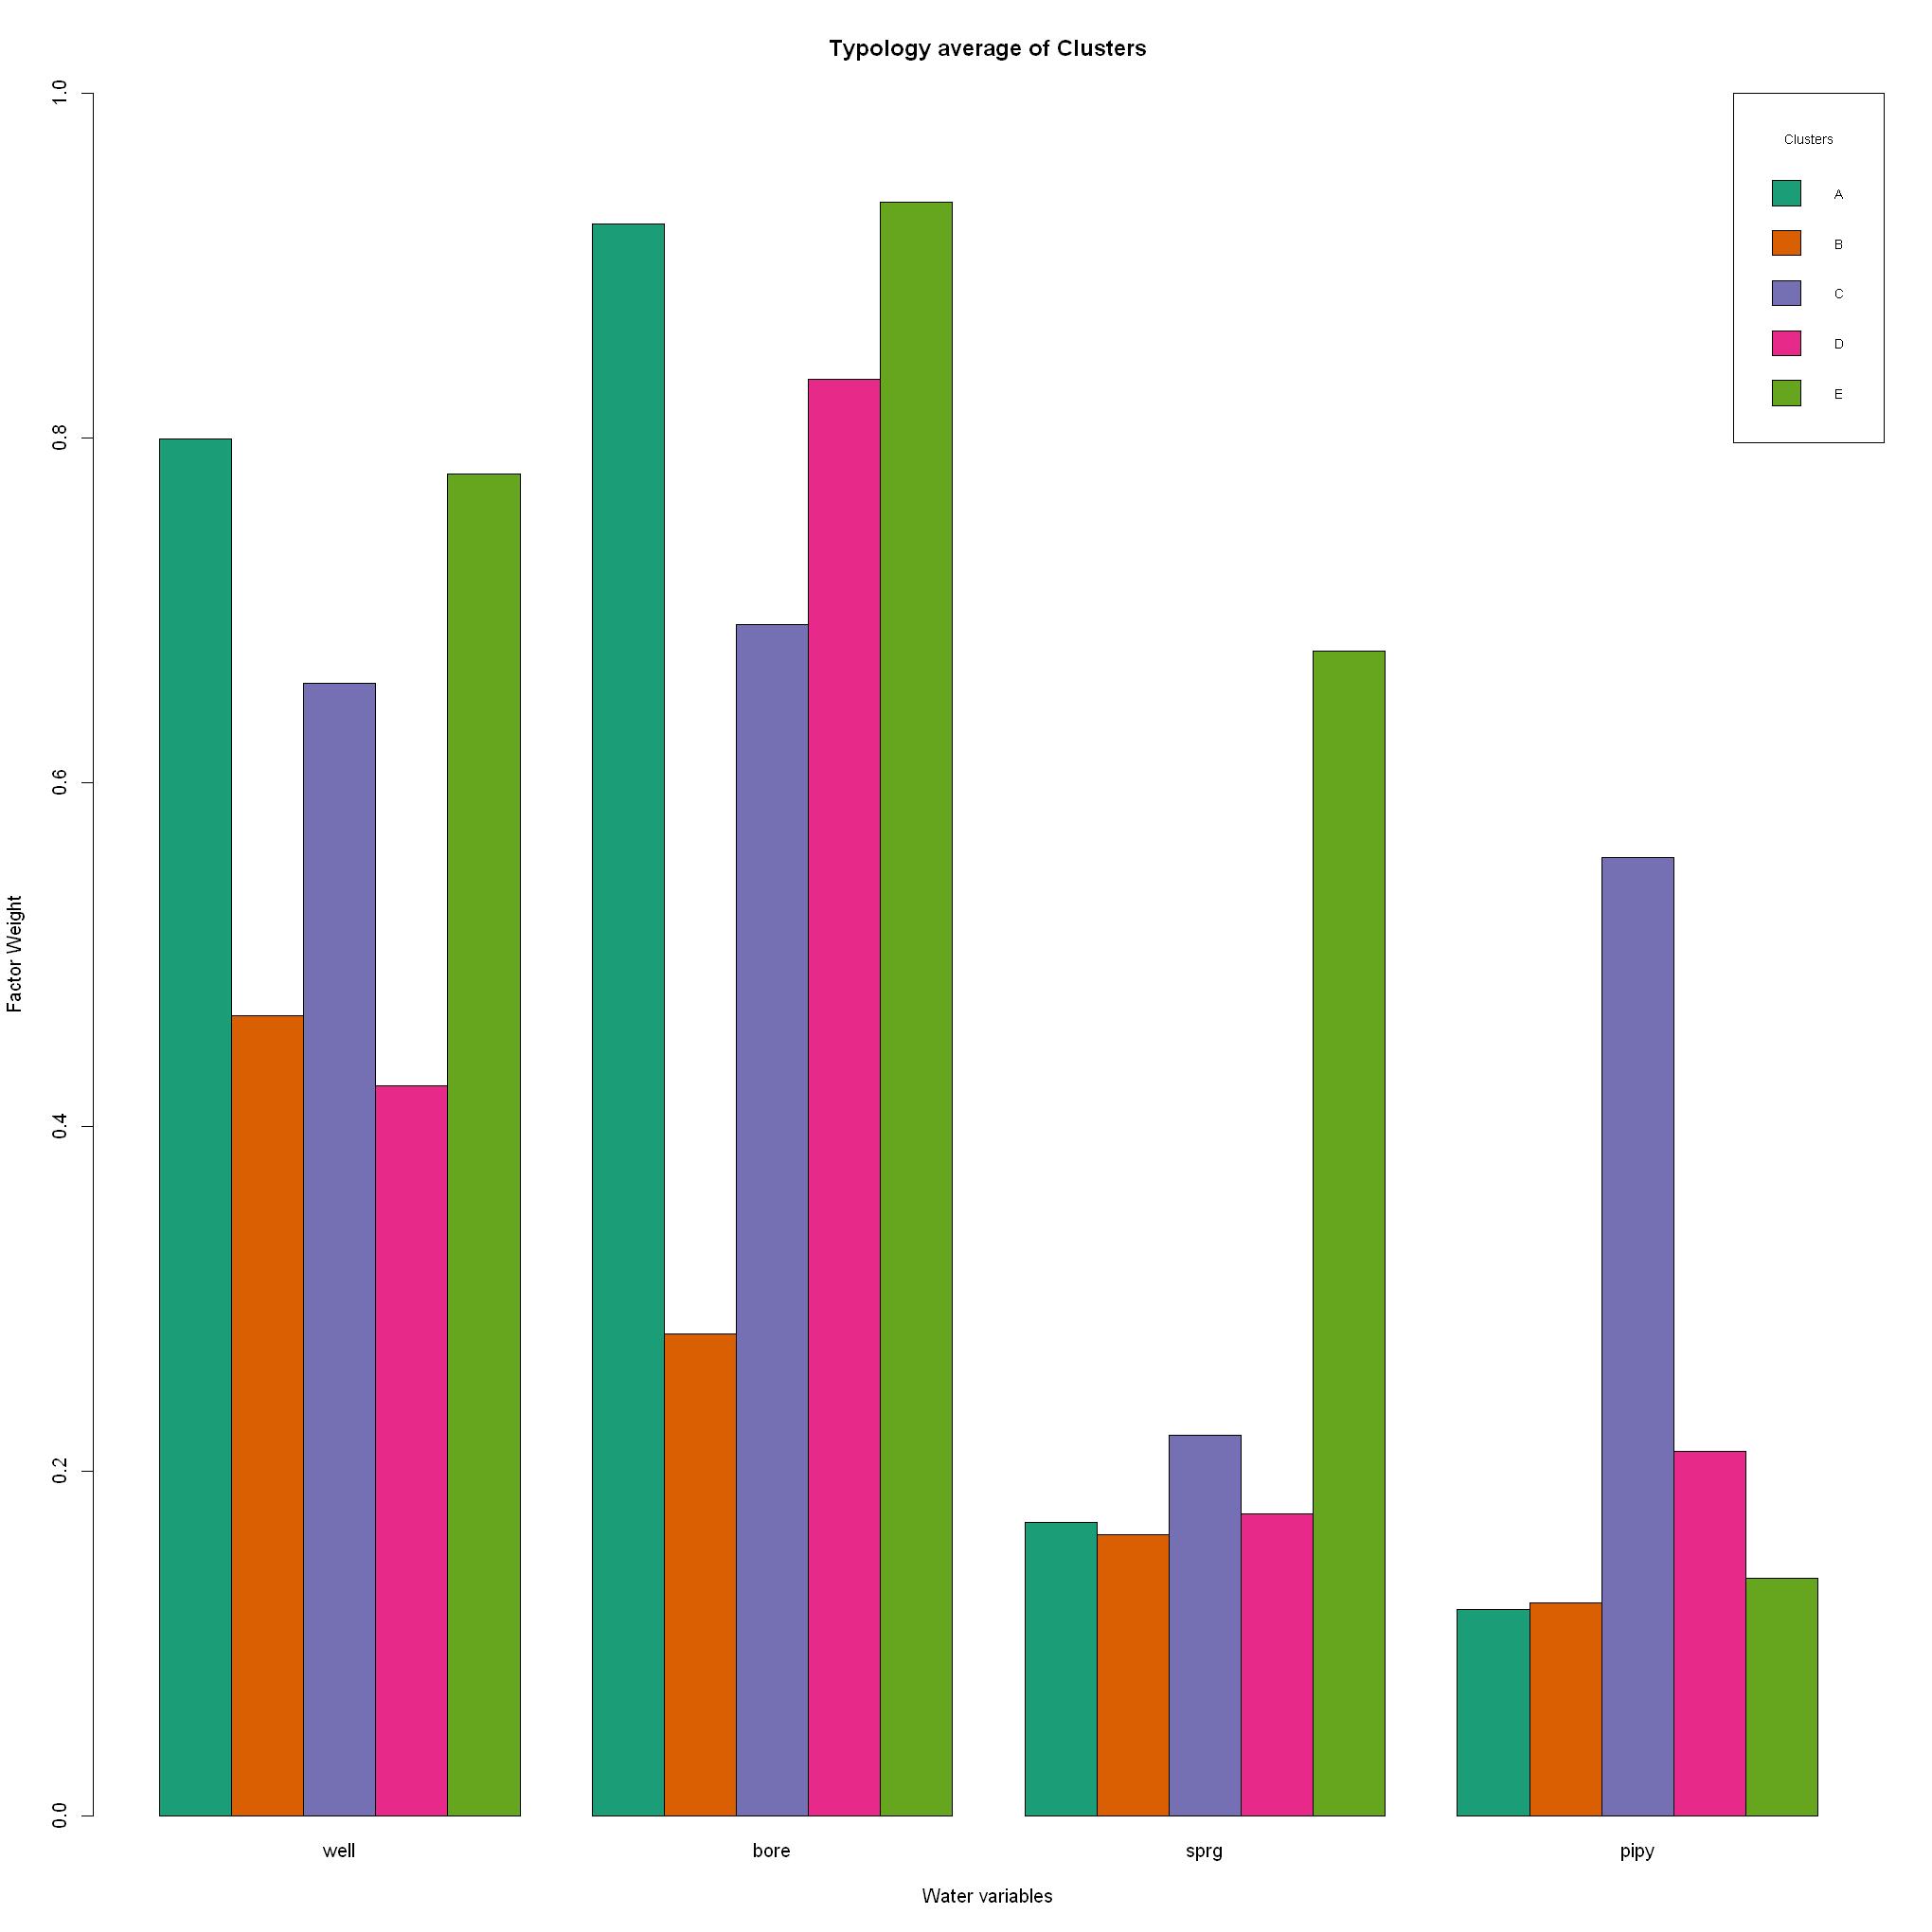 Typology average of Clusters
1.0
0.8
0.6
0.4
0.2
0.0
Factor Weight
Clusters
A
B
C
D
E
well
bore
sprg
pipy
Water variables